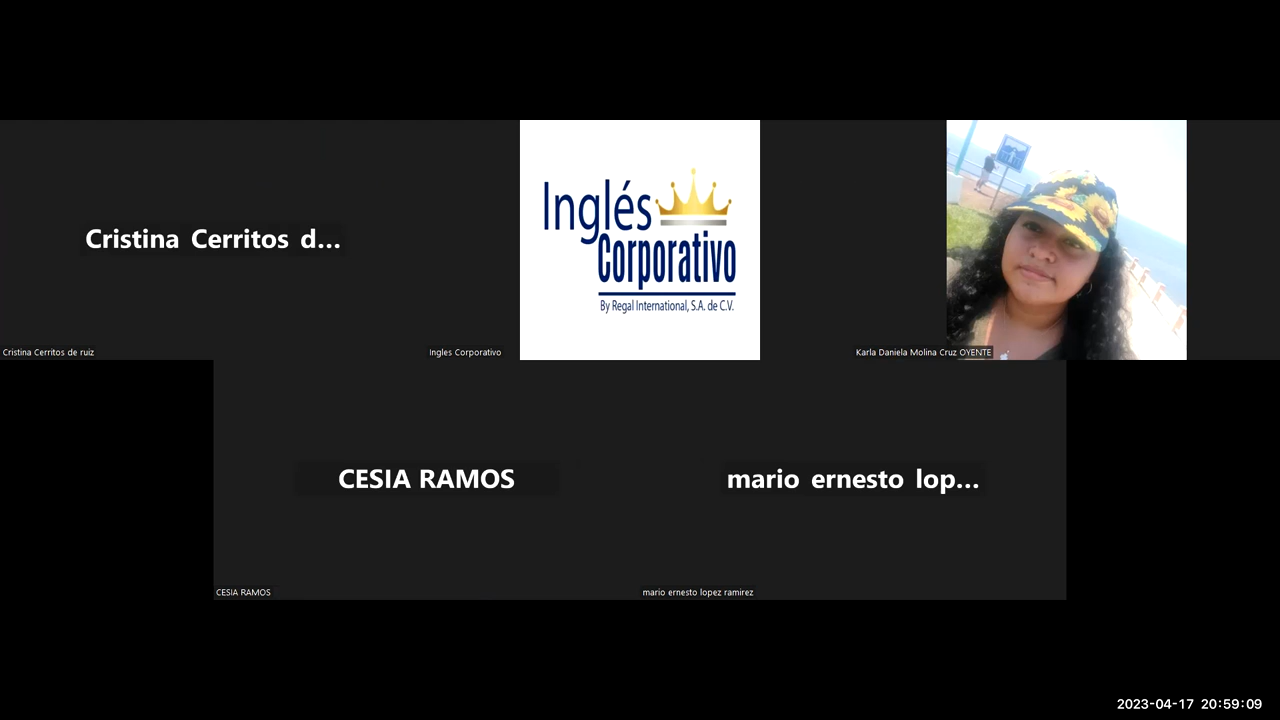 Cristina Cerritos d...
Cristina Cerritos de ruiz
Inglés
Corporativo
By Regal International, S.A. de C.V.
Ingles Corporativo
Karla Daniela Molina Cruz OYENTE
CESIA RAMOS
CESIA RAMOS
mario ernesto lop...
mario ernesto lopez ramirez
2023-04-17 20:59:09